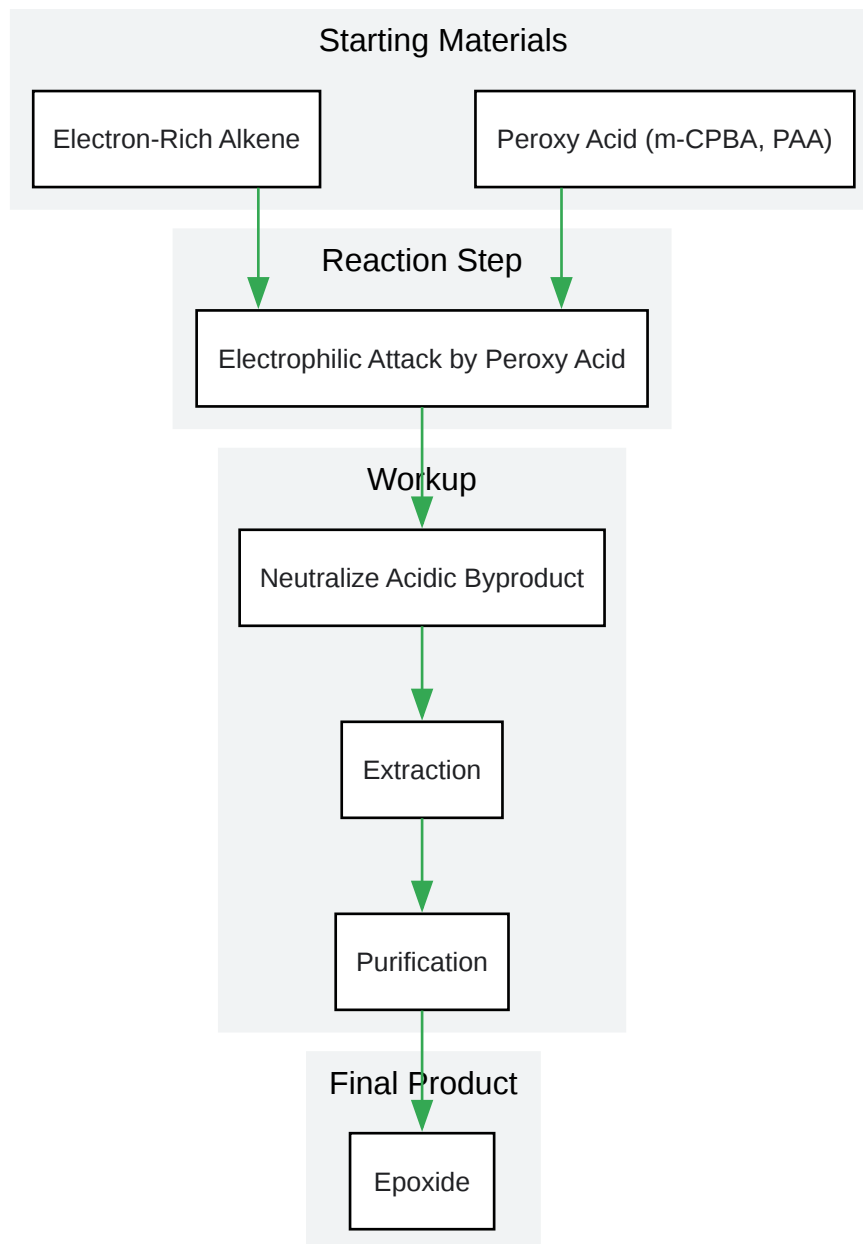 Starting Materials
Electron-Rich Alkene
Peroxy Acid (m-CPBA, PAA)
Reaction Step
Electrophilic Attack by Peroxy Acid
Workup
Neutralize Acidic Byproduct
Extraction
Purification
Final Product
Epoxide